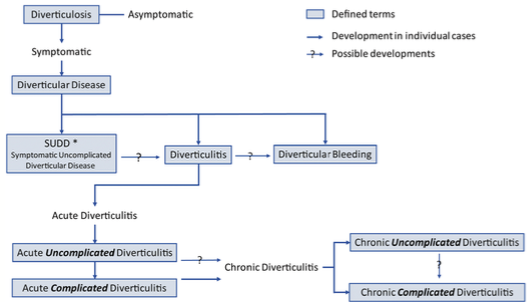 Diverticulosis
Asymptomatic
Defined terms
Development in individual cases
? Possible developments
Symptomatic
Diverticular Disease
SUDD *
Symptomatic Uncomplicated
Diverticular Disease
?
Diverticulitis
?
Diverticular Bleeding
Acute Diverticulitis
Acute Uncomplicated Diverticulitis
?
Acute Complicated Diverticulitis
Chronic Diverticulitis
Chronic Uncomplicated Diverticulitis
?
Chronic Complicated Diverticulitis